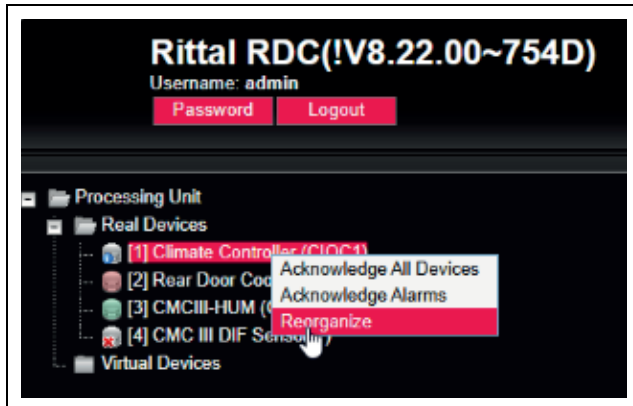 Rittal RDC(!V8.22.00~754D)
Username: admin
Password Logout
Processing Unit
Real Devices
[1] Climate Controller (CIOC1)
[2] Rear Door Coo
[3] CMCIII-HUM (
[4] CMC III DIF Sensor
Virtual Devices
Acknowledge All Devices
Acknowledge Alarms
Reorganize